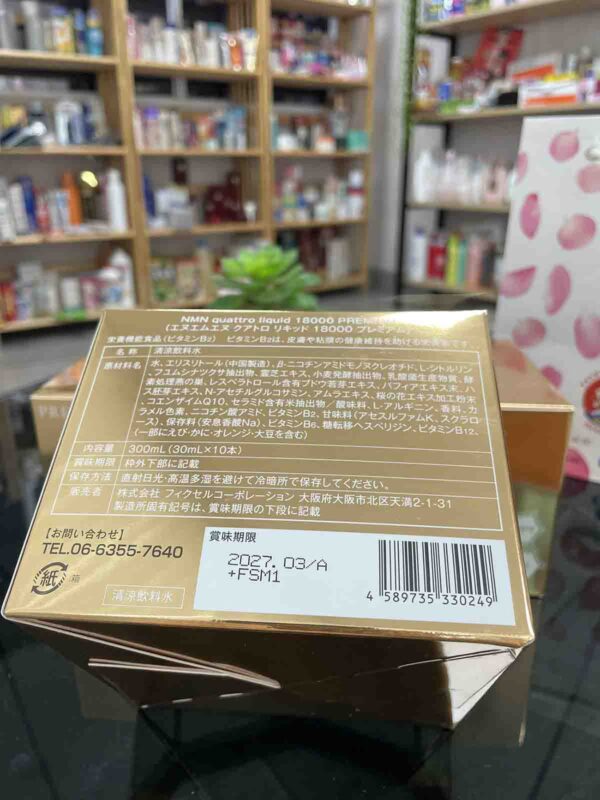 NMN quattro liquid 18000 PREMIUM
(エヌエムエヌ クアトロ リキッド 18000 プレミアム)
栄養機能食品(ビタミンB2) ビタミンB2は、皮膚や粘膜の健康維持を助ける栄養素です。
名 称 清涼飲料水
原材料名 水、エリスリトール(中国製造)、β-ニコチンアミドモノヌクレオチド、L-シトルリン
、アユムシナツクサ抽出物、霊芝エキス、小麦発酵抽出物、乳酸菌生産物質、酵
素処理燕の巣、レスベラトロール含有ブドウ若芽エキス、パフィア粉末、
ス胚芽エキス、N-アセチルグルコサミン、アムラエキス、桜の花エキス加工粉末
、コエンザイムQ10、セラミド含有米抽出物/酸味料、L-アルギニン、香料、カ
ラメル色素、ニコチン酸アミド、ビタミンB2、甘味料(アセスルファムK、スクラロ
ース)、保存料(安息香酸Na)、ビタミンB6、糖転移ヘスペリジン、ビタミンB12、
(一部にえび・かに・オレンジ・大豆を含む)
内容量 300mL(30mL×10本)
賞味期限 枠外下部に記載
保存方法 直射日光・高温多湿を避けて冷暗所で保存してください。
販売者 株式会社 フィクセルコーポレーション 大阪府大阪市北区天満2-1-31
製造所固有記号は、賞味期限の下段に記載
【お問い合わせ】
TEL.06-6355-7640
紙
箱
清涼飲料水
賞味期限
2027.03/A
+FSM1
4 589735 330249